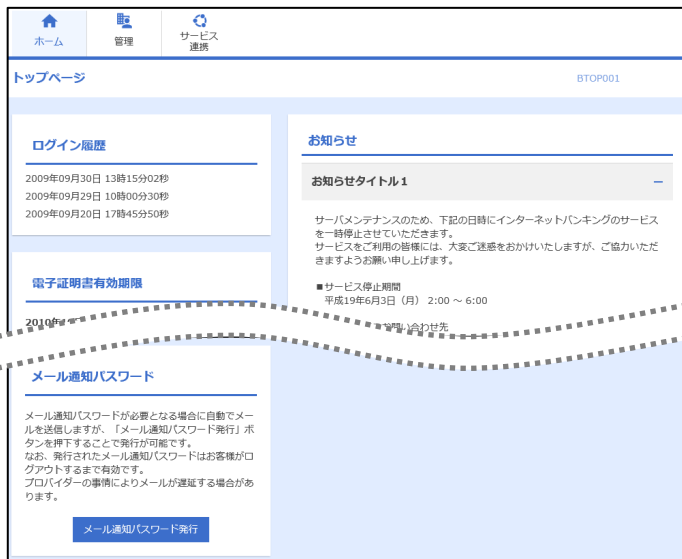 ホーム
管理
サービス
連携
トップページ
BTOP001
ログイン履歴
2009年09月30日 13時15分02秒
2009年09月29日 10時00分30秒
2009年09月20日 17時45分50秒
電子証明書有効期限
2010年
お知らせ
お知らせタイトル1
サーバメンテナンスのため、下記の日時にインターネットバンキングのサービス
を一時停止させていただきます。
サービスをご利用の皆様には、大変ご迷惑をおかけいたしますが、ご協力いただ
きますようお願い申し上げます。
■サービス停止期間
平成19年6月3日（月） 2:00 ～ 6:00
お問い合わせ先
メール通知パスワード
メール通知パスワードが必要となる場合に自動でメー
ルを送信しますが、「メール通知パスワード発行」ボ
タンを押下することで発行が可能です。
なお、発行されたメール通知パスワードはお客様がロ
グアウトするまで有効です。
プロバイダーの事情によりメールが遅延する場合があ
ります。
メール通知パスワード発行